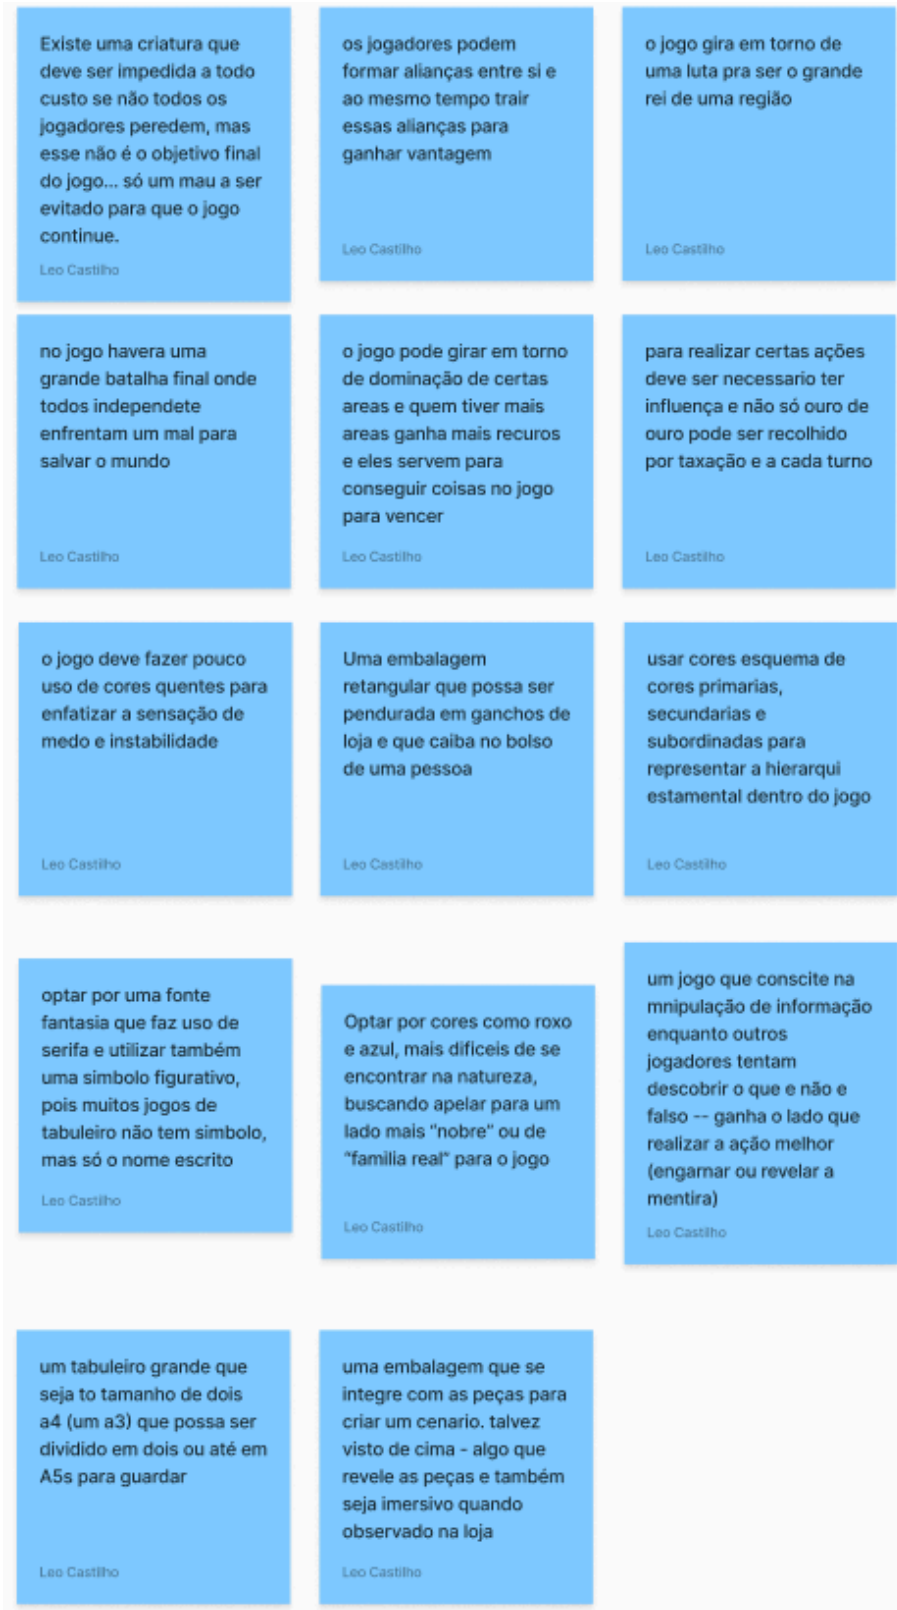 Existe uma criatura que
deve ser impedida a todo
custo se não todos os
jogadores peredem, mas
esse não é o objetivo final
do jogo... só um mau a ser
evitado para que o jogo
continue.
Leo Castilho
os jogadores podem
formar alianças entre si e
ao mesmo tempo trair
essas alianças para
ganhar vantagem
Leo Castilho
o jogo gira em torno de
uma luta pra ser o grande
rei de uma região
Leo Castilho
no jogo havera uma
grande batalha final onde
todos independete
enfrentam um mal para
salvar o mundo
Leo Castilho
o jogo pode girar em torno
de dominação de certas
areas e quem tiver mais
areas ganha mais recuros
e eles servem para
conseguir coisas no jogo
para vencer
Leo Castilho
para realizar certas ações
deve ser necessario ter
influença e não só ouro de
ouro pode ser recolhido
por taxação e a cada turno
Leo Castilho
o jogo deve fazer pouco
uso de cores quentes para
enfatizar a sensação de
medo e instabilidade
Leo Castilho
Uma embalagem
retangular que possa ser
pendurada em ganchos de
loja e que caiba no bolso
de uma pessoa
Leo Castilho
usar cores esquema de
cores primarias,
secundarias e
subordinadas para
representar a hierarqui
estamental dentro do jogo
Leo Castilho
optar por uma fonte
fantasia que faz uso de
serifa e utilizar também
uma simbolo figurativo,
pois muitos jogos de
tabuleiro não tem simbolo,
mas só o nome escrito
Leo Castilho
Optar por cores como roxo
e azul, mais dificeis de se
encontrar na natureza,
buscando apelar para um
lado mais "nobre" ou de
"familia real" para o jogo
Leo Castilho
um jogo que conscite na
mnipulação de informação
enquanto outros
jogadores tentam
descobrir o que e não e
falso -- ganha o lado que
realizar a ação melhor
(engarnar ou revelar a
mentira)
Leo Castilho
um tabuleiro grande que
seja to tamanho de dois
a4 (um a3) que possa ser
dividido em dois ou até em
A5s para guardar
Leo Castilho
uma embalagem que se
integre com as peças para
criar um cenario. talvez
visto de cima - algo que
revele as peças e também
seja imersivo quando
observado na loja
Leo Castilho